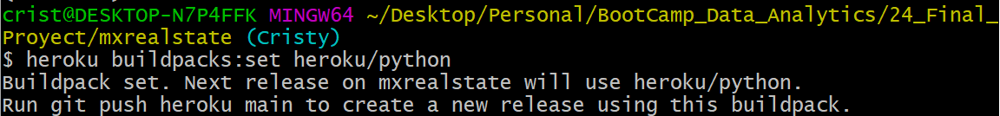 crist@DESKTOP-N7P4FFK MINGW64 ~/Desktop/Personal/BootCamp_Data_Analytics/24_Final_
Proyect/mxrealstate (Cristy)
$ heroku buildpacks:set heroku/python
Buildpack set. Next release on mxrealstate will use heroku/python.
Run git push heroku main to create a new release using this buildpack.